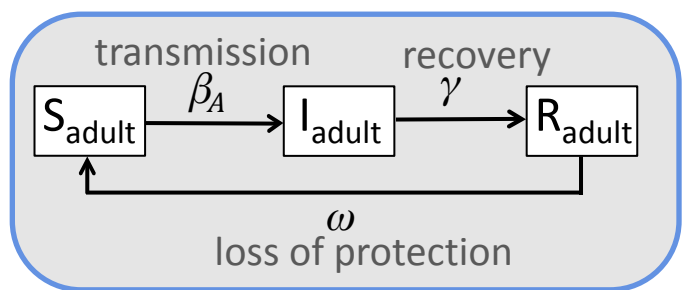 transmission
recovery
β_A
γ
S_adult
I_adult
R_adult
ω
loss of protection